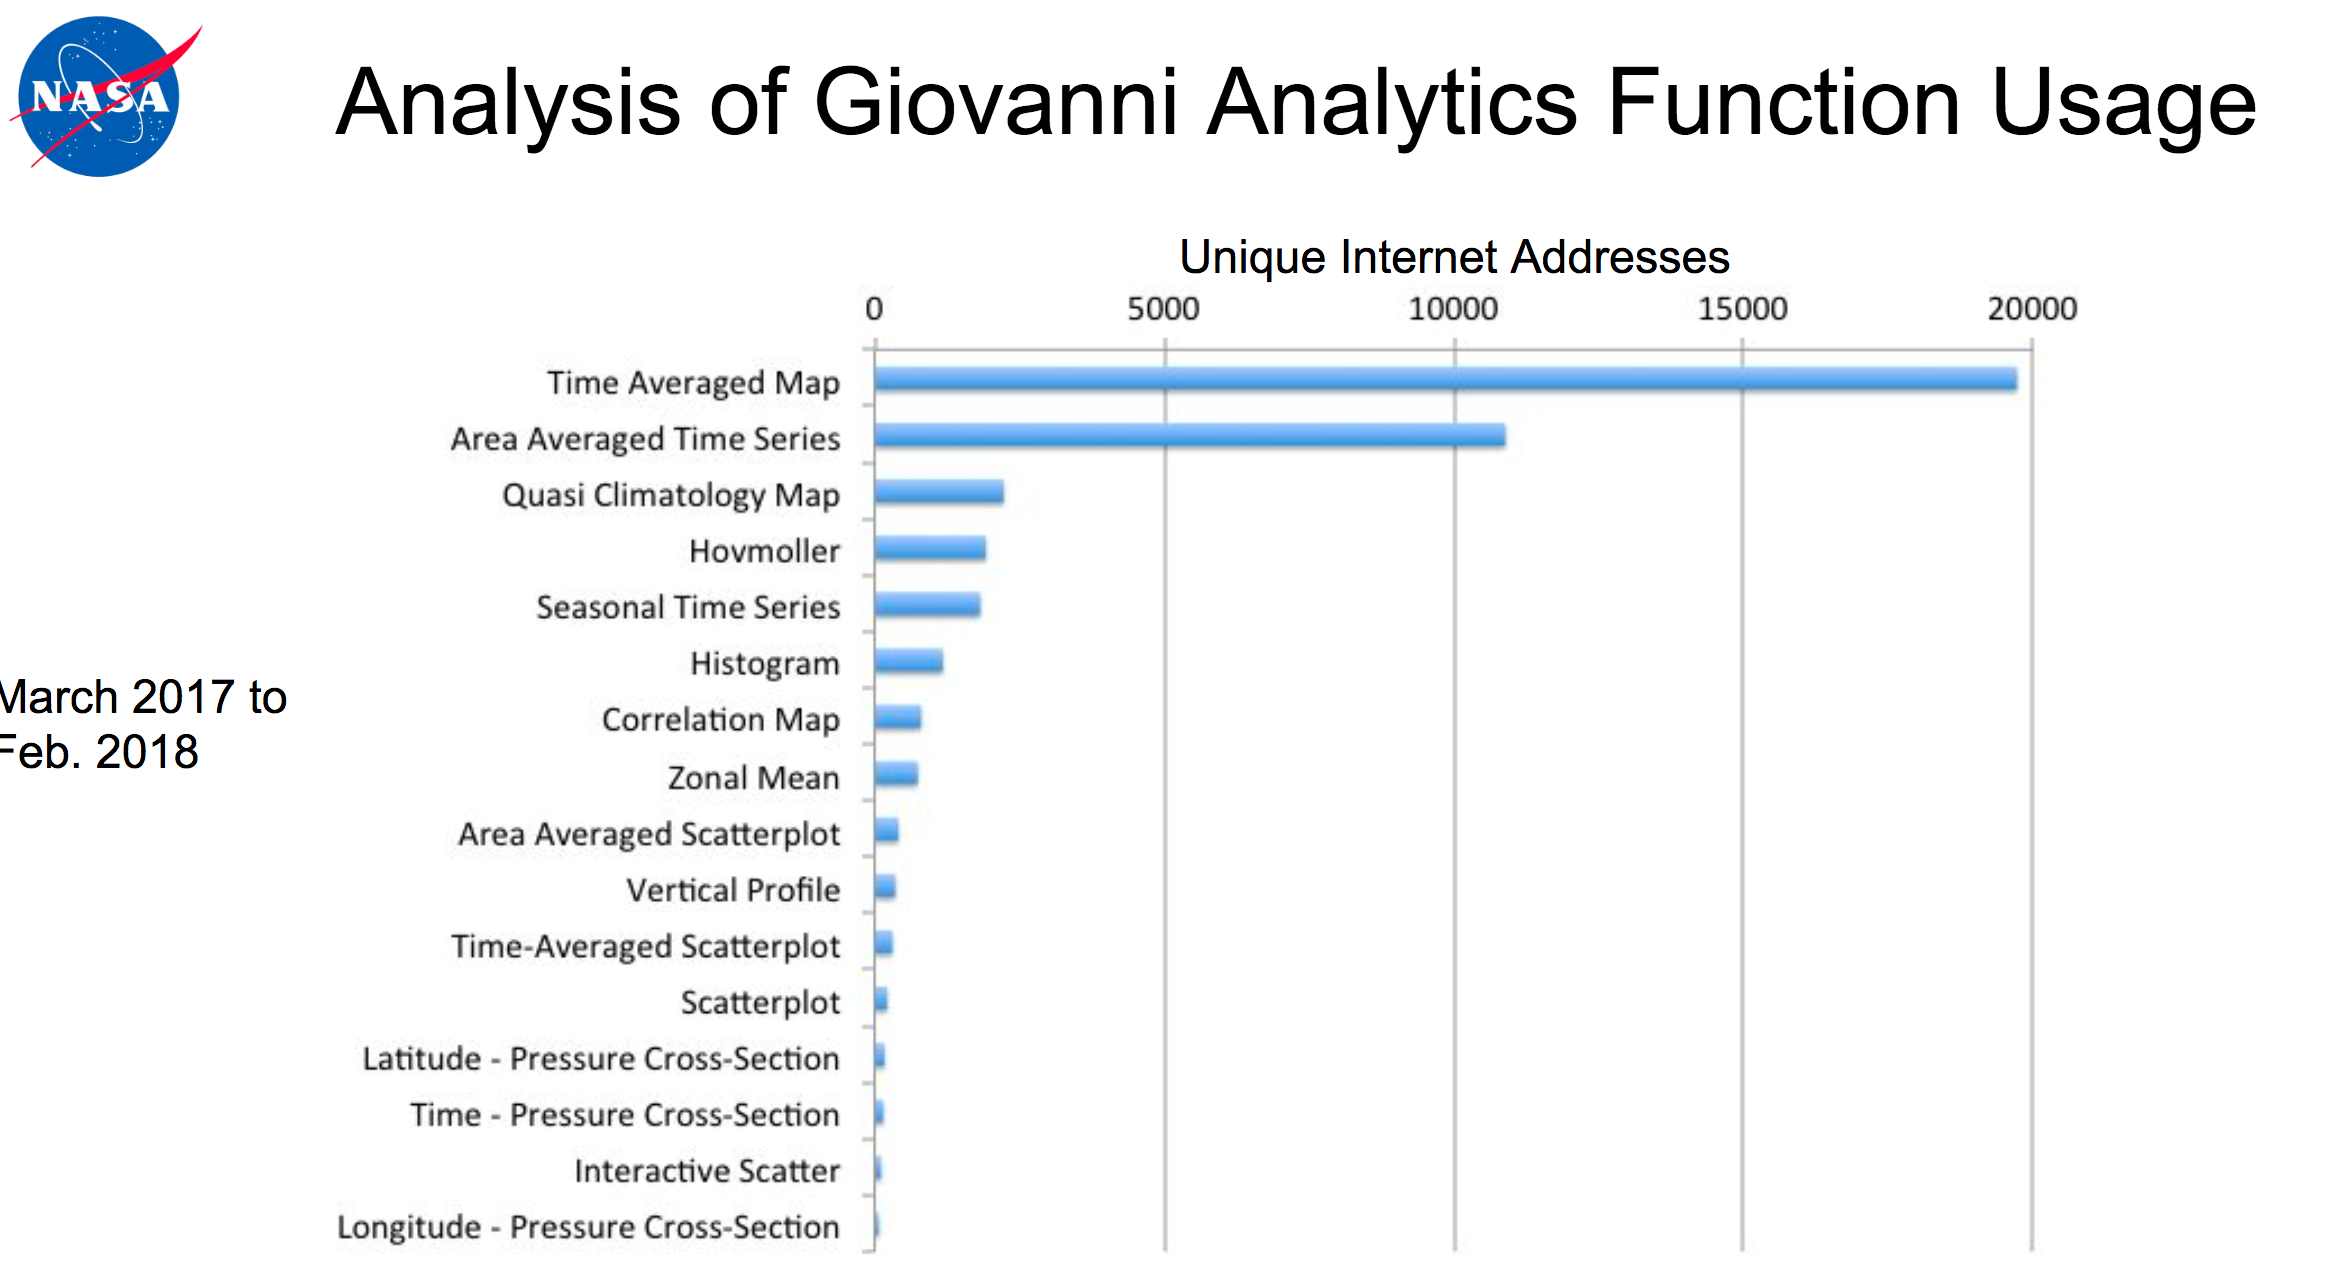 NASA
Analysis of Giovanni Analytics Function Usage
Unique Internet Addresses
0 5000 10000 15000 20000
Time Averaged Map
Area Averaged Time Series
Quasi Climatology Map
Hovmoller
Seasonal Time Series
Histogram
Correlation Map
Zonal Mean
Area Averaged Scatterplot
Vertical Profile
Time-Averaged Scatterplot
Scatterplot
Latitude - Pressure Cross-Section
Time - Pressure Cross-Section
Interactive Scatter
Longitude - Pressure Cross-Section
March 2017 to
Feb. 2018